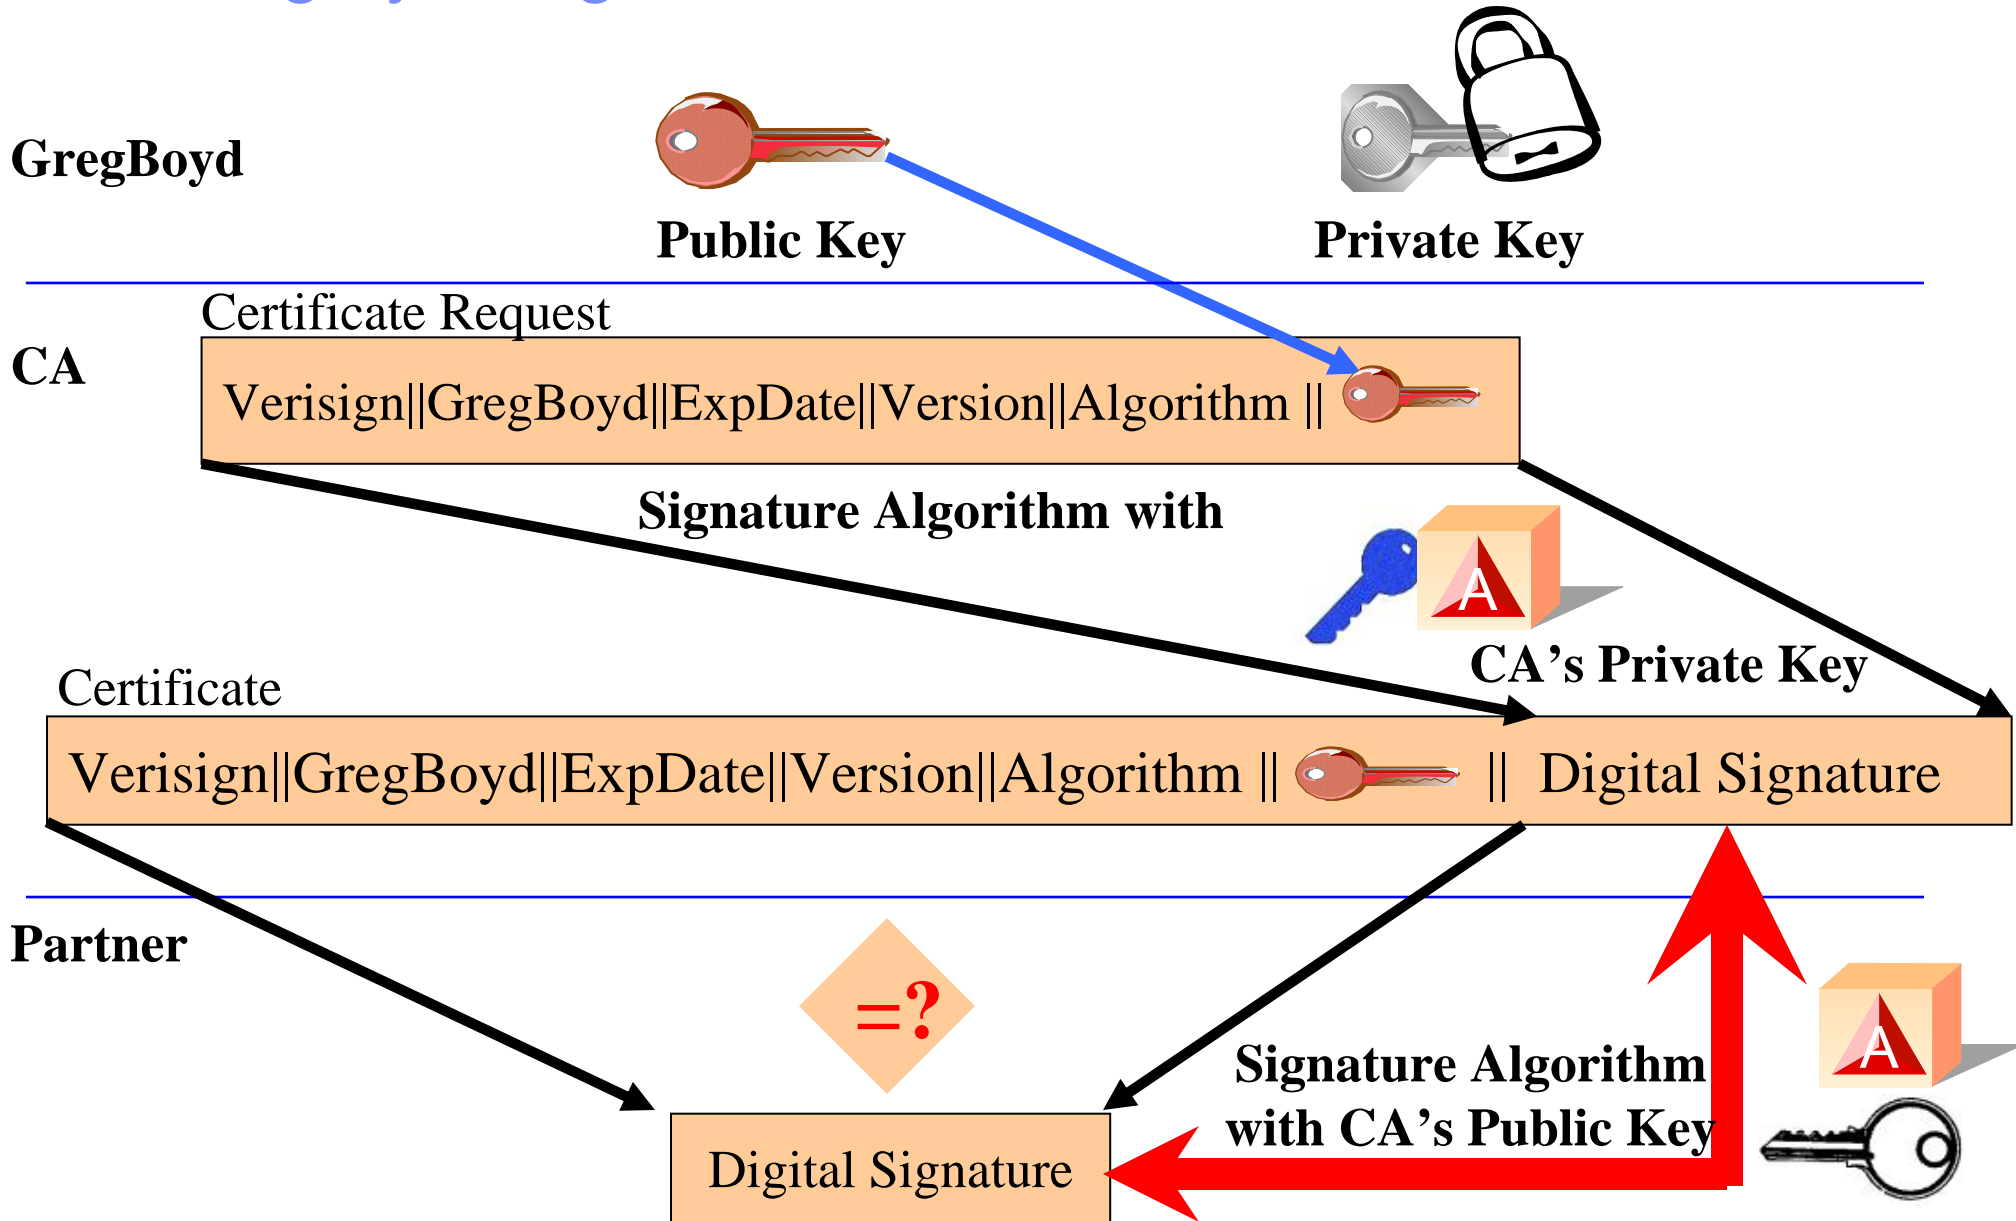 GregBoyd
Public Key
Private Key
Certificate Request
CA
Verisign||GregBoyd||ExpDate||Version||Algorithm ||
Signature Algorithm with
A
CA’s Private Key
Certificate
Verisign||GregBoyd||ExpDate||Version||Algorithm || || Digital Signature
Partner
=?
A
Signature Algorithm
with CA’s Public Key
Digital Signature